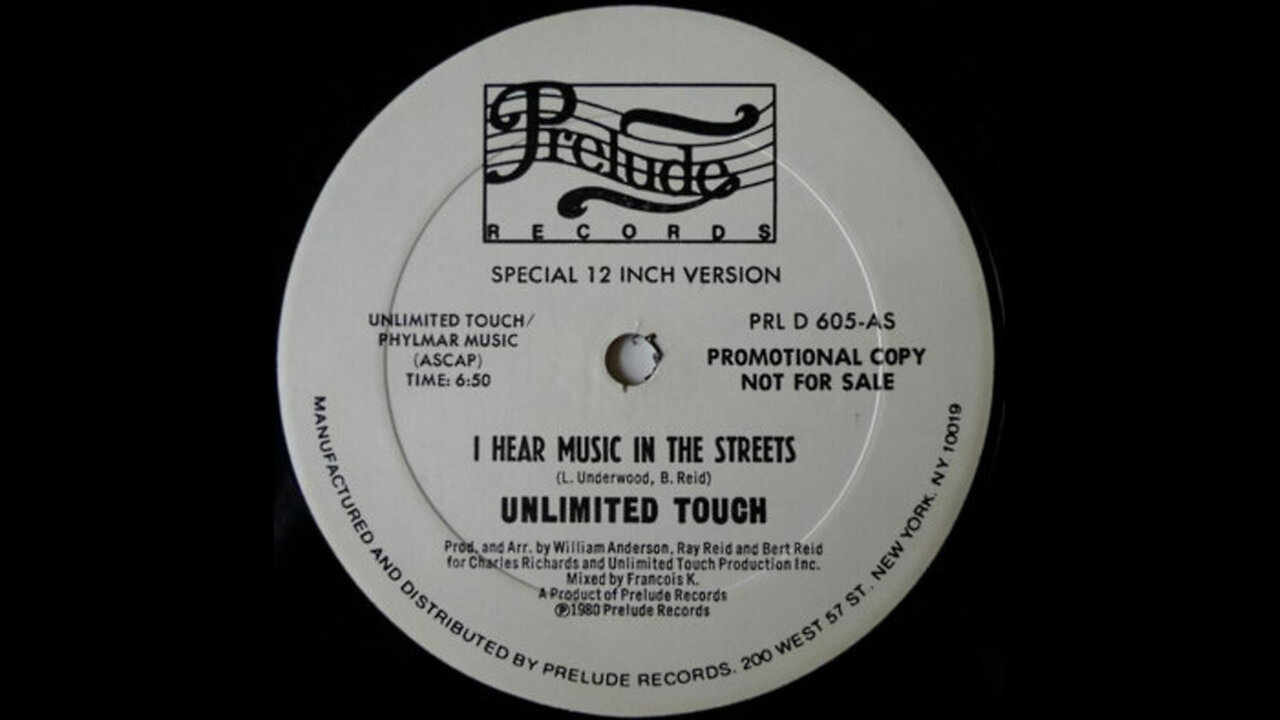 Prelude
RECORDS
SPECIAL 12 INCH VERSION
UNLIMITED TOUCH/
PHYLMAR MUSIC
(ASCAP)
TIME: 6:50
PRL D 605-AS
PROMOTIONAL COPY
NOT FOR SALE
I HEAR MUSIC IN THE STREETS
(L. Underwood, B. Reid)
UNLIMITED TOUCH
Prod. and Arr. by William Anderson, Ray Reid and Bert Reid
for Charles Richards and Unlimited Touch Production Inc.
Mixed by Francois K.
A Product of Prelude Records
Ⓟ1980 Prelude Records
MANUFACTURED AND DISTRIBUTED BY PRELUDE RECORDS. 200 WEST 57 ST. NEW YORK. NY 10019